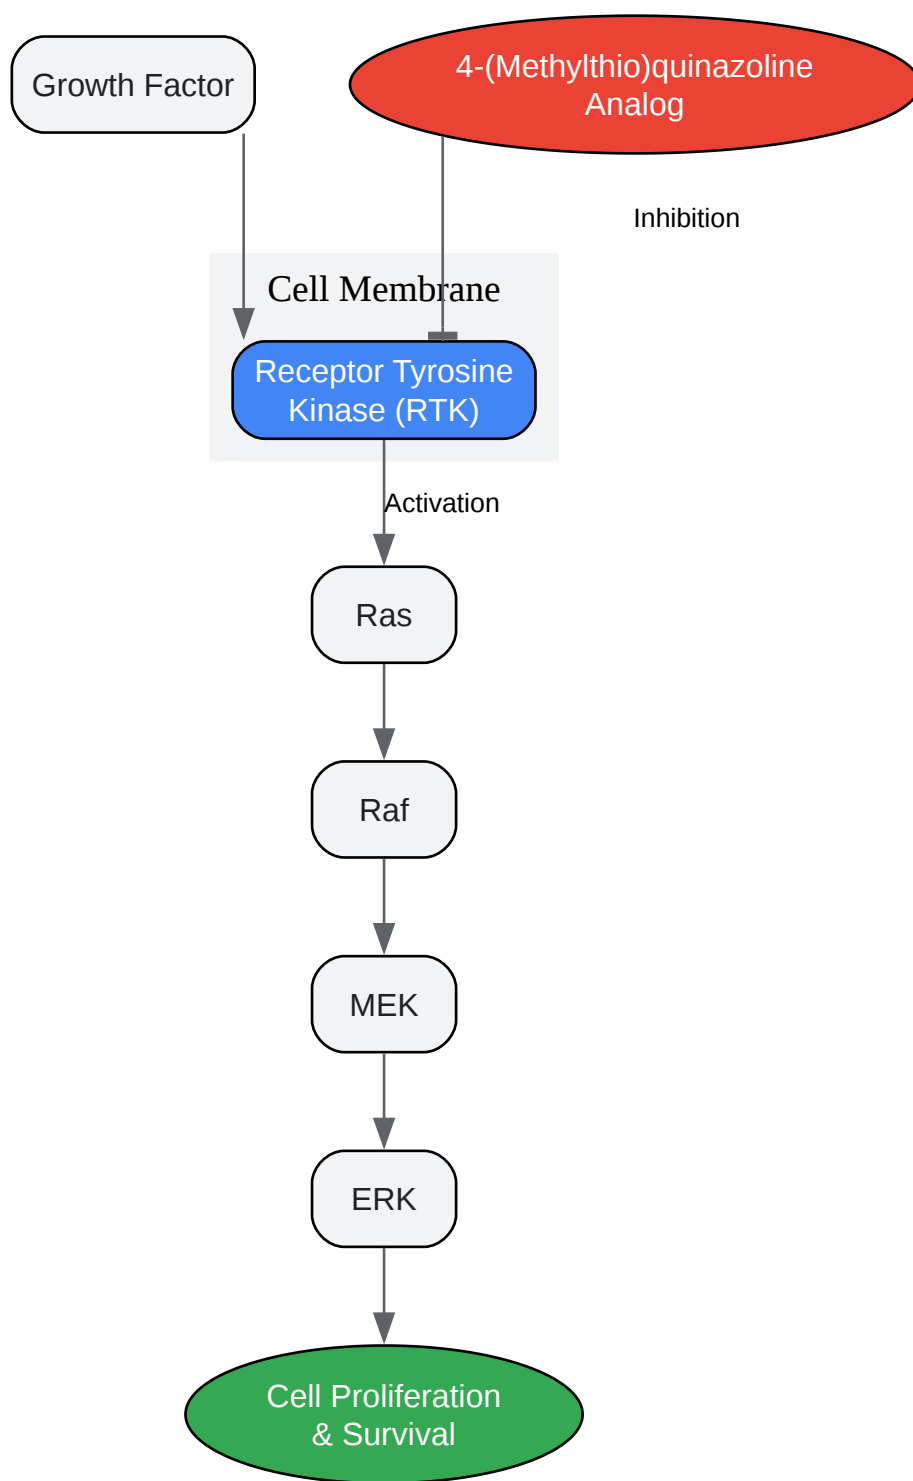 Growth Factor
4-(Methylthio)quinazoline
Analog
Inhibition
Cell Membrane
Receptor Tyrosine
Kinase (RTK)
Activation
Ras
Raf
MEK
ERK
Cell Proliferation
& Survival